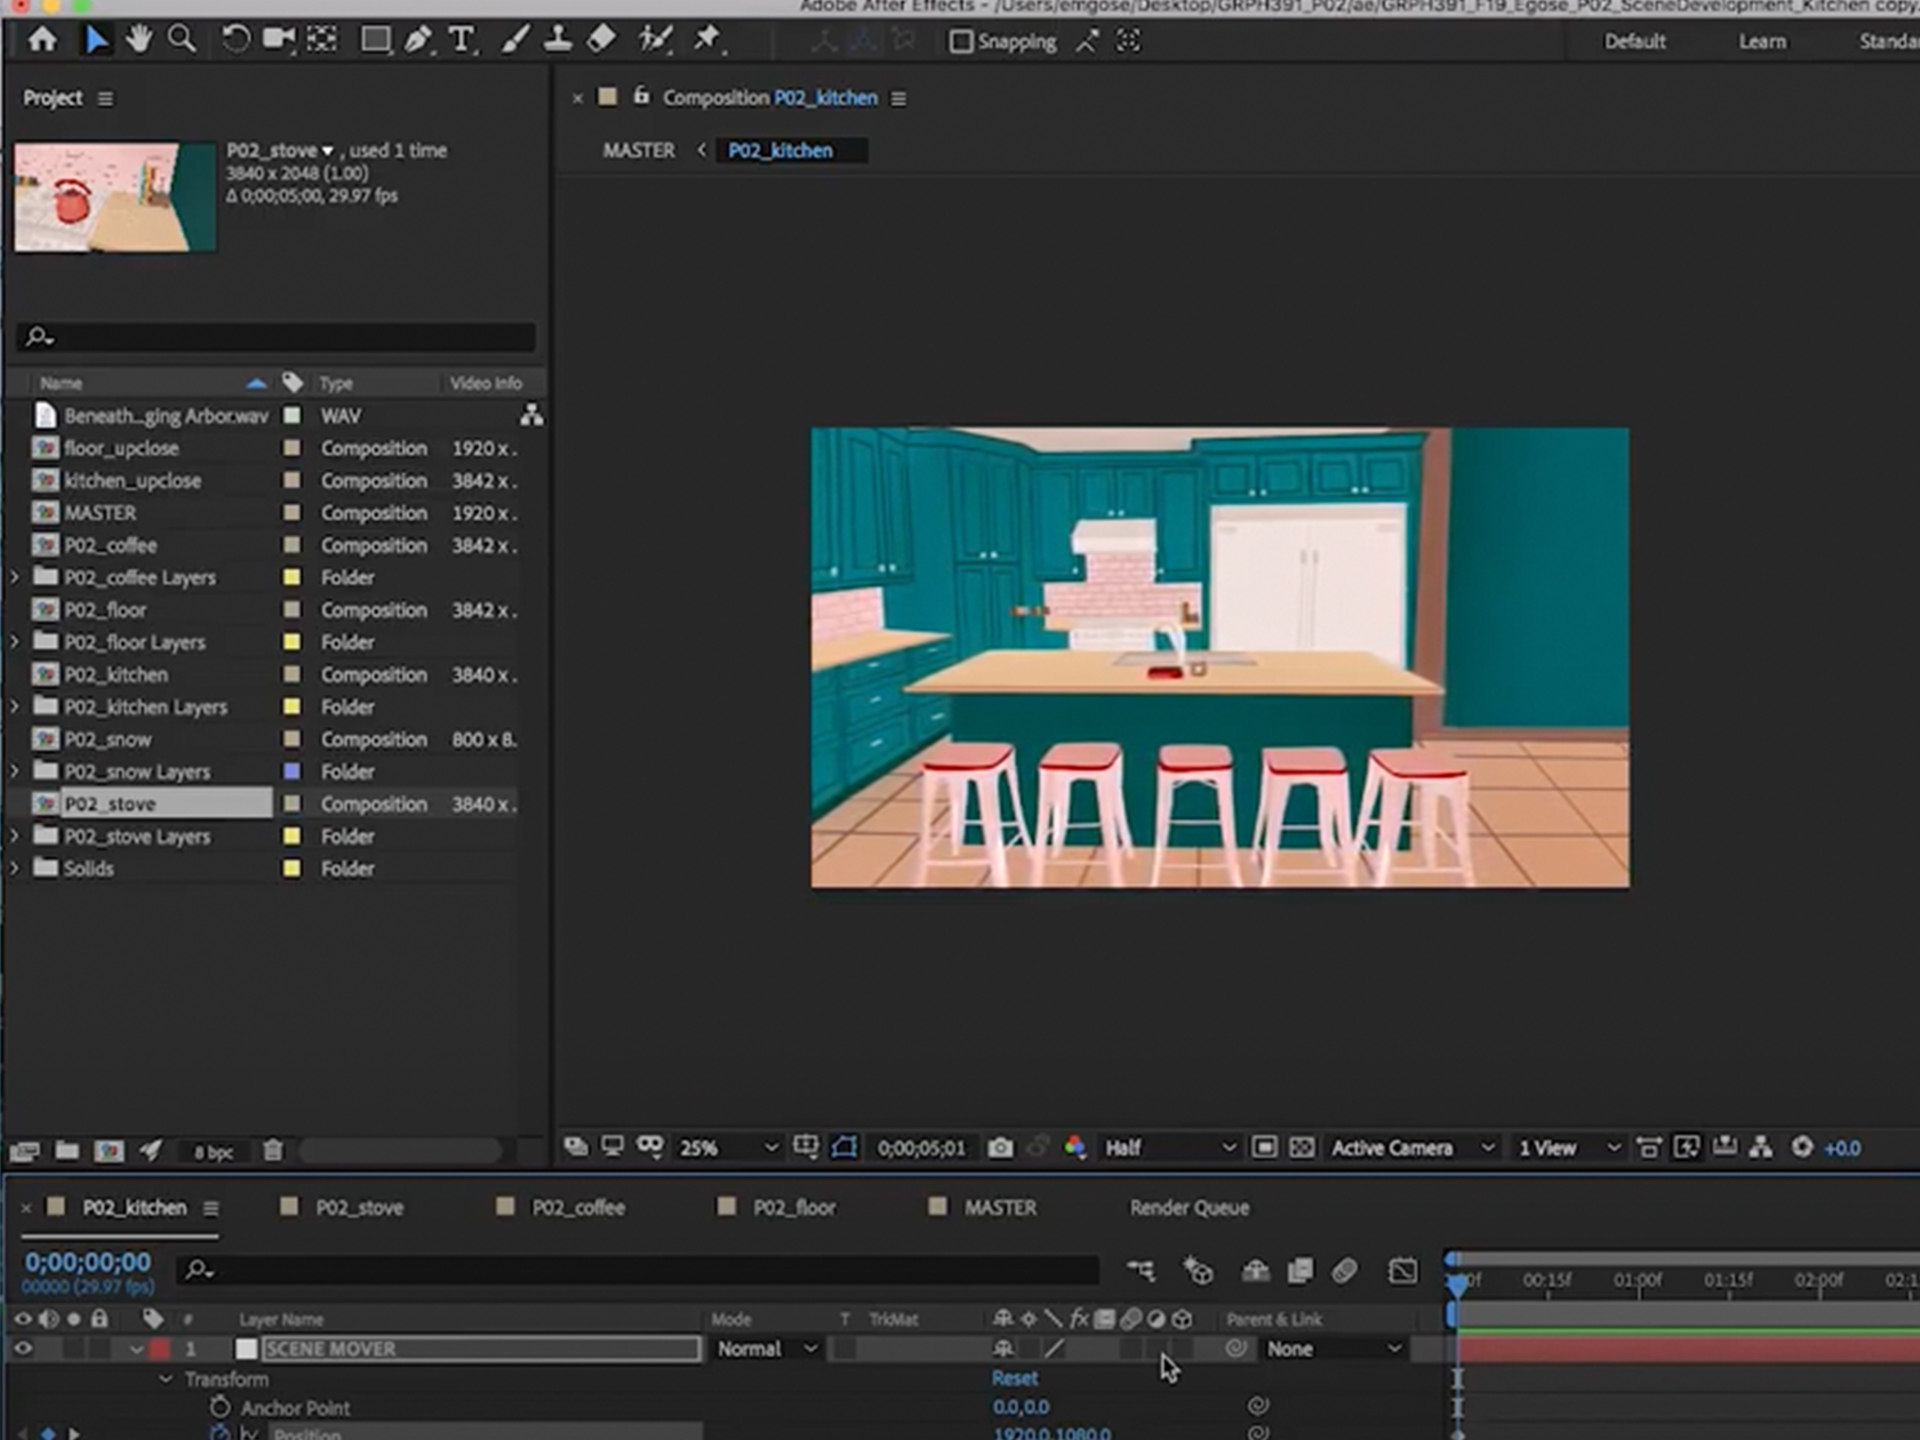 Adobe After Effects - /Users/emgose/Desktop/GRPH391_P02/ae/GRPH391_F19_Egose_P02_SceneDevelopment_Kitchen copy.
Snapping
Default
Learn
Standa
Project
Composition P02_kitchen
MASTER
P02_kitchen
P02_stove , used 1 time
3840 x 2048 (1.00)
Δ 0;00;05;00, 29.97 fps
Name Type Video Info
Beneath...ging Arbor.wav WAV
floor_upclose Composition 1920 x .
kitchen_upclose Composition 3842 x .
MASTER Composition 1920 x .
P02_coffee Composition 3842 x .
P02_coffee Layers Folder
P02_floor Composition 3842 x .
P02_floor Layers Folder
P02_kitchen Composition 3840 x .
P02_kitchen Layers Folder
P02_snow Composition 800 x 8.
P02_snow Layers Folder
P02_stove Composition 3840 x .
P02_stove Layers Folder
Solids Folder
8 bpc
25% 0;00;05;01 Half Active Camera 1 View +0.0
P02_kitchen P02_stove P02_coffee P02_floor MASTER Render Queue
0;00;00;00
00000 (29.97 fps)
00:15f 01:00f 01:15f 02:00f 02:1
# Layer Name Mode T TrkMat fx Parent & Link
1 SCENE MOVER Normal None
Transform Reset
Anchor Point 0.0,0.0
Position 1920.0,1080.0